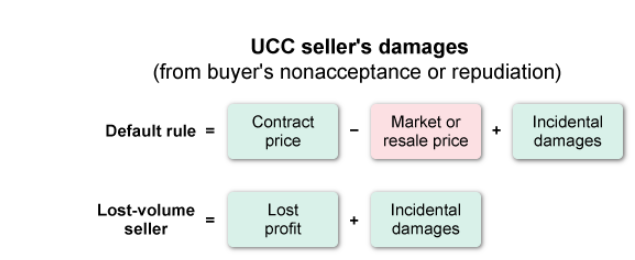 UCC seller's damages
(from buyer's nonacceptance or repudiation)
Default rule = Contract price − Market or resale price + Incidental damages
Lost-volume seller = Lost profit + Incidental damages